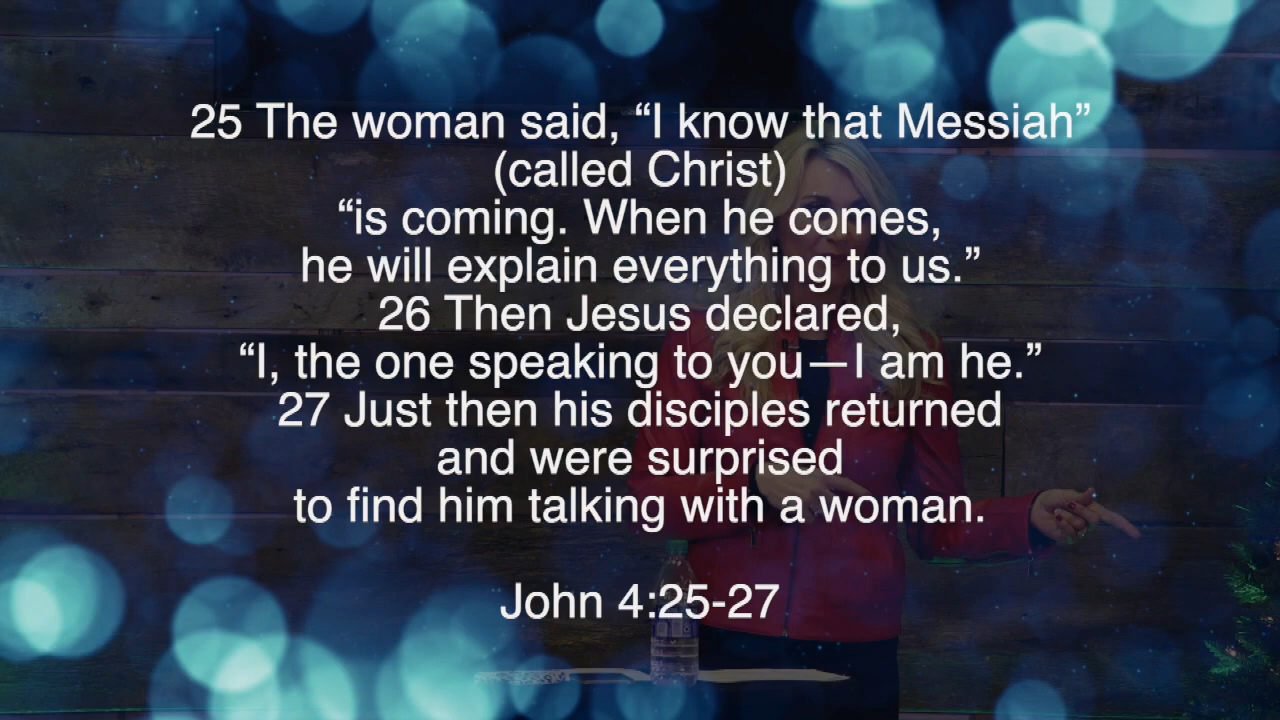 25 The woman said, “I know that Messiah”
(called Christ)
“is coming. When he comes,
he will explain everything to us.”
26 Then Jesus declared,
“I, the one speaking to you—I am he.”
27 Just then his disciples returned
and were surprised
to find him talking with a woman.
John 4:25-27